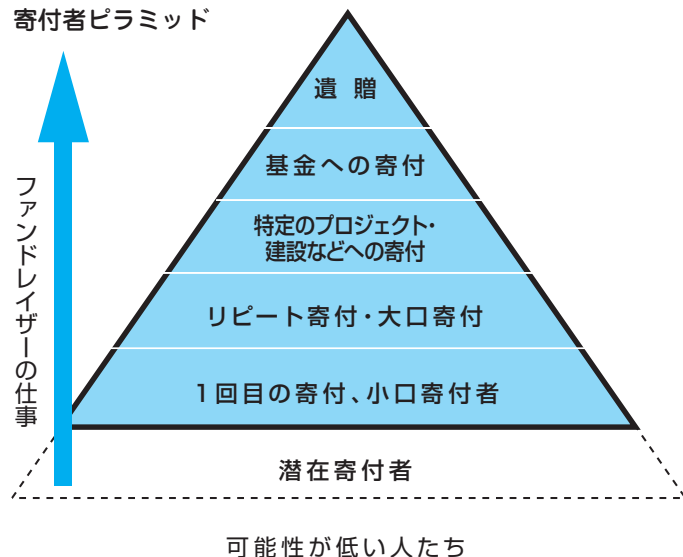 寄付者ピラミッド
ファンドレイザーの仕事
遺贈
基金への寄付
特定のプロジェクト・
建設などへの寄付
リピート寄付・大口寄付
1回目の寄付、小口寄付者
潜在寄付者
可能性が低い人たち